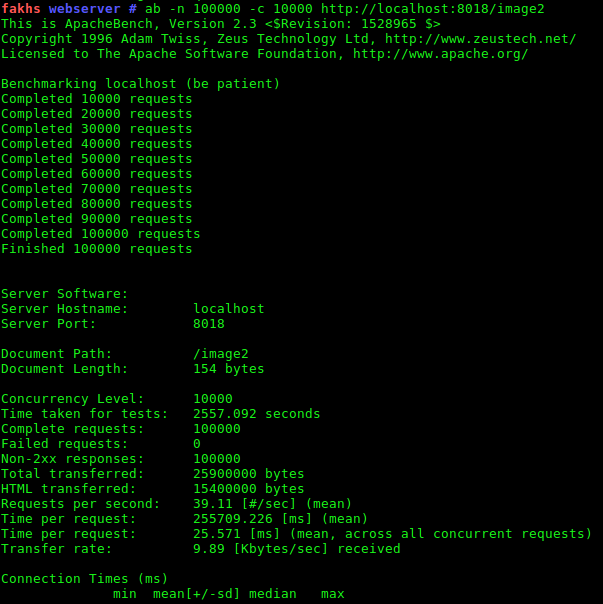 fakhs webserver # ab -n 100000 -c 10000 http://localhost:8018/image2
This is ApacheBench, Version 2.3 <$Revision: 1528965 $>
Copyright 1996 Adam Twiss, Zeus Technology Ltd, http://www.zeustech.net/
Licensed to The Apache Software Foundation, http://www.apache.org/

Benchmarking localhost (be patient)
Completed 10000 requests
Completed 20000 requests
Completed 30000 requests
Completed 40000 requests
Completed 50000 requests
Completed 60000 requests
Completed 70000 requests
Completed 80000 requests
Completed 90000 requests
Completed 100000 requests
Finished 100000 requests


Server Software:
Server Hostname:        localhost
Server Port:            8018

Document Path:          /image2
Document Length:        154 bytes

Concurrency Level:      10000
Time taken for tests:   2557.092 seconds
Complete requests:      100000
Failed requests:        0
Non-2xx responses:      100000
Total transferred:      25900000 bytes
HTML transferred:       15400000 bytes
Requests per second:    39.11 [#/sec] (mean)
Time per request:       255709.226 [ms] (mean)
Time per request:       25.571 [ms] (mean, across all concurrent requests)
Transfer rate:          9.89 [Kbytes/sec] received

Connection Times (ms)
              min  mean[+/-sd] median   max